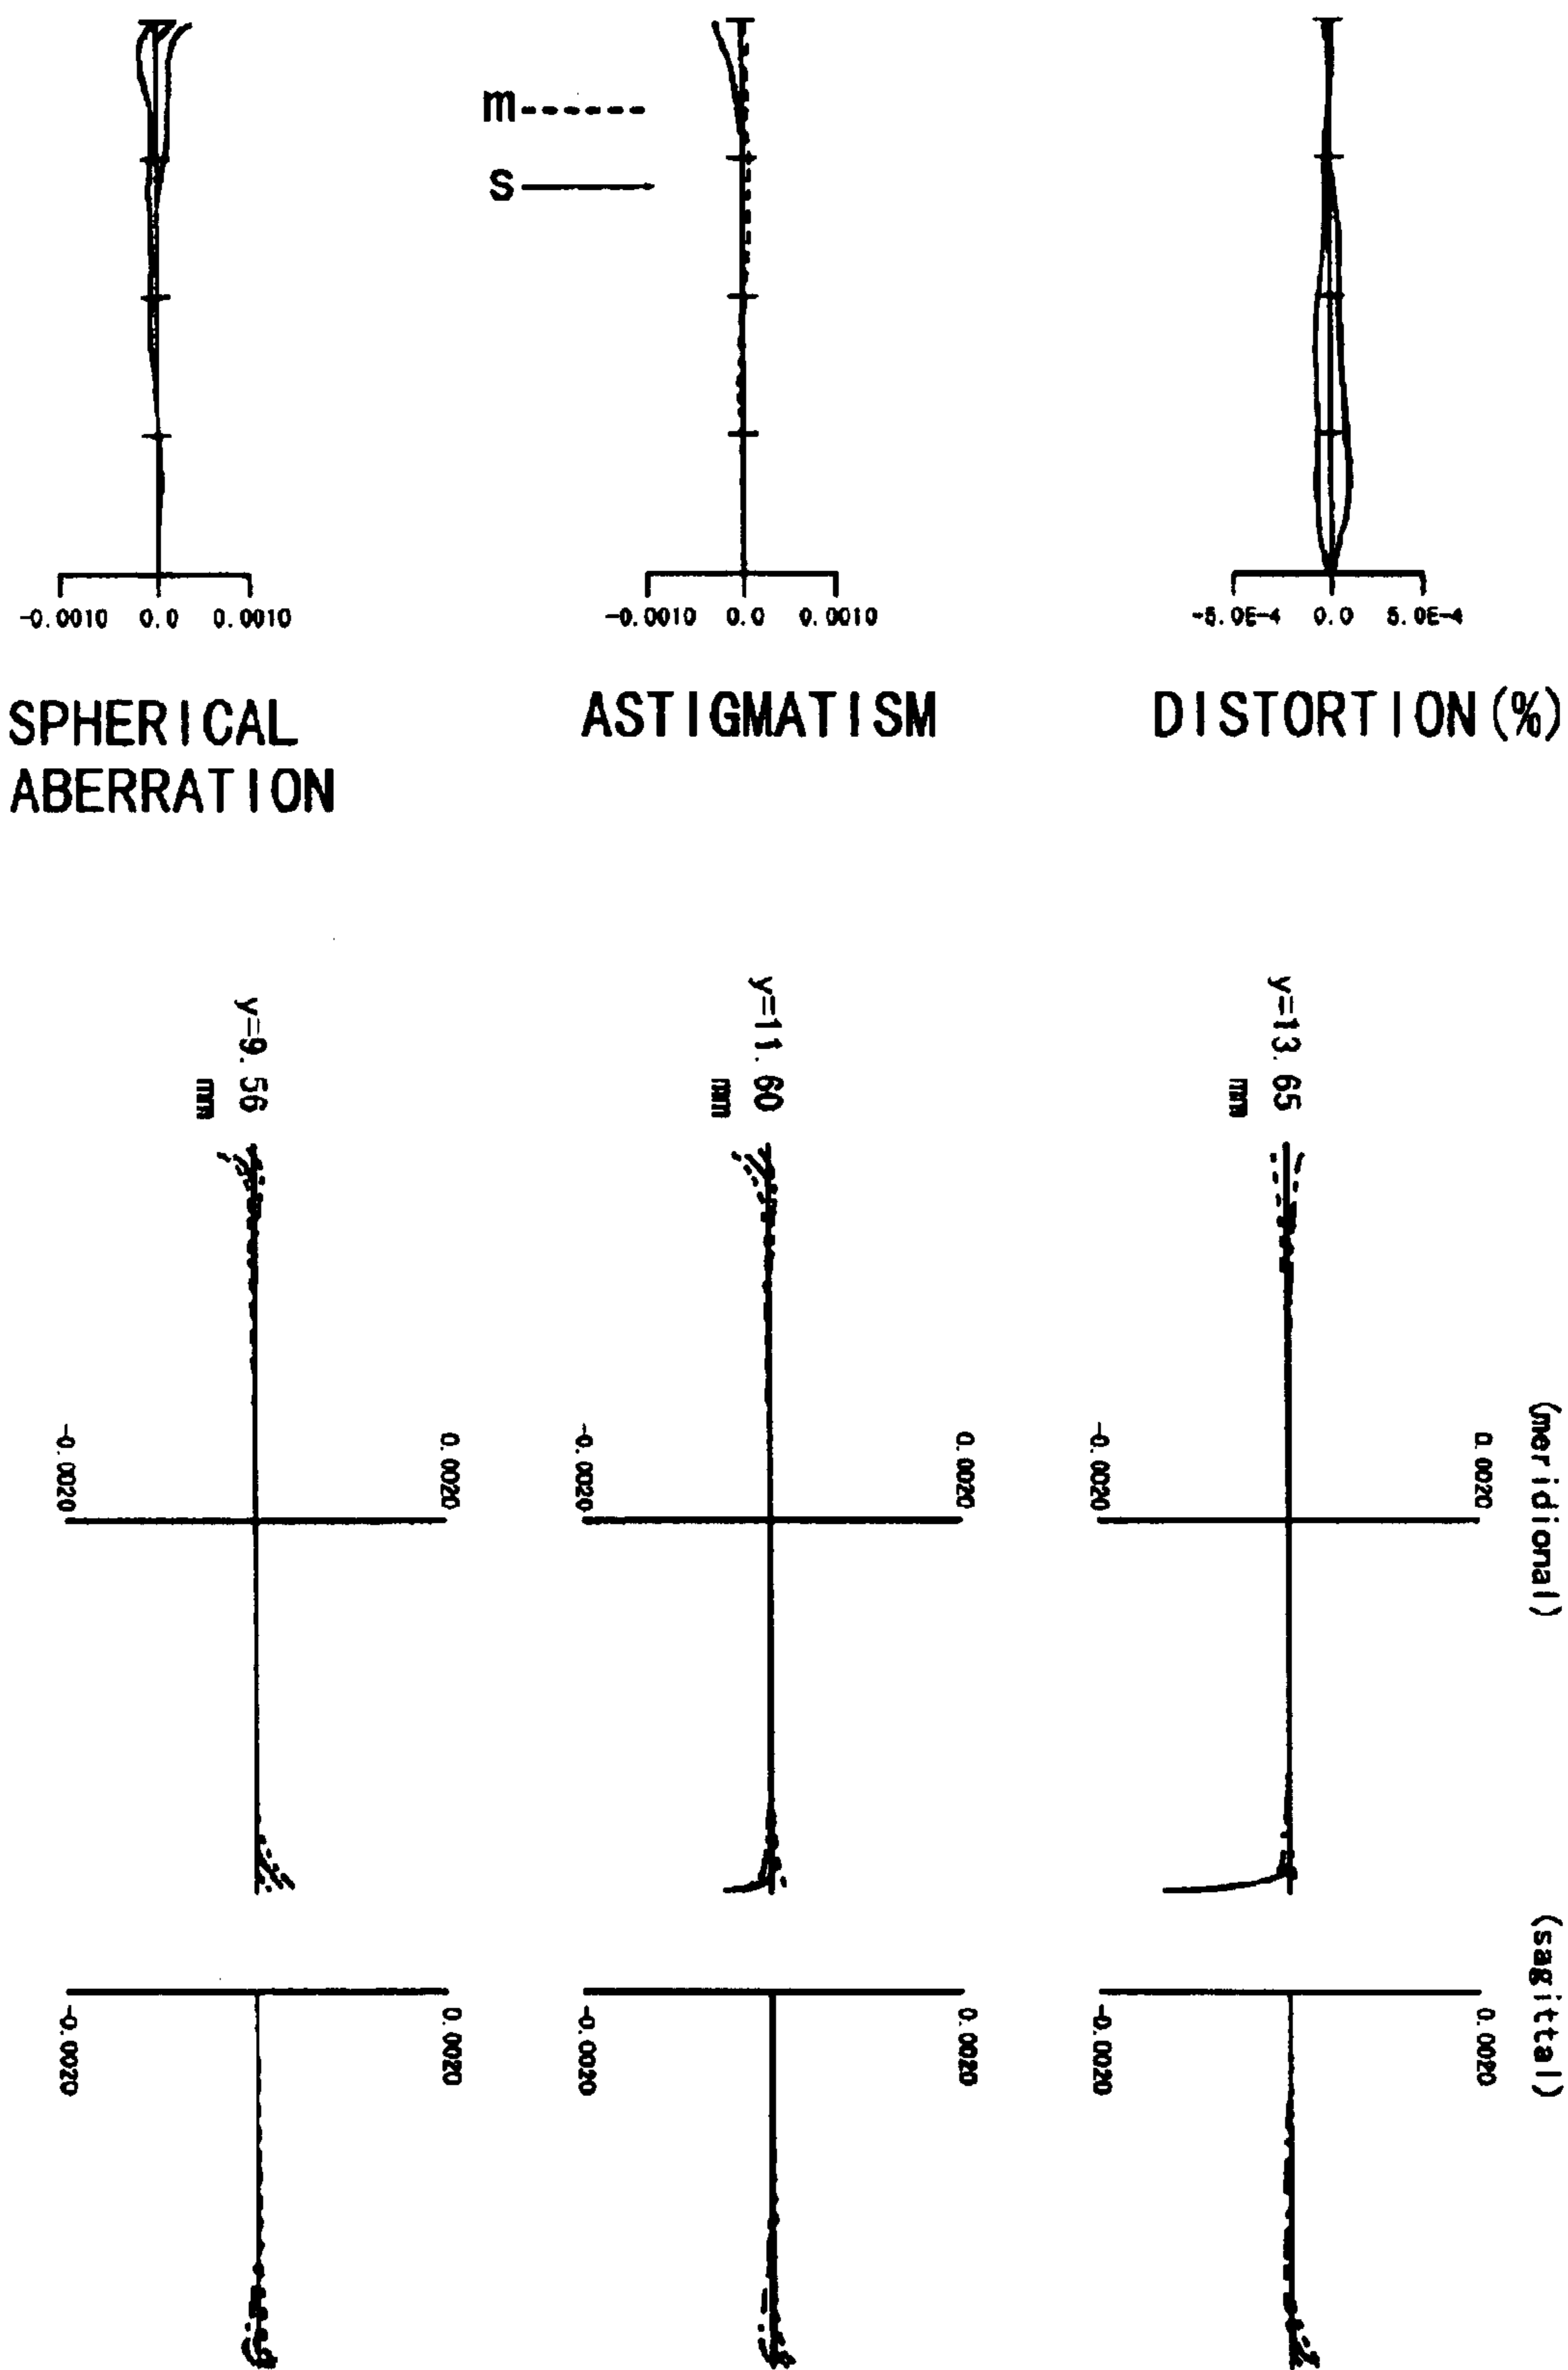 m
s
-0.0010 0.0 0.0010
-0.0010 0.0 0.0010
-5.0E-4 0.0 5.0E-4
SPHERICAL
ABERRATION
ASTIGMATISM
DISTORTION(%)
y=9.56
mm
y=11.60
mm
y=13.65
mm
-0.0020
0.0020
-0.0020
0.0020
-0.0020
0.0020
(meridional)
-0.0020
0.0020
-0.0020
0.0020
-0.0020
0.0020
(sagittal)